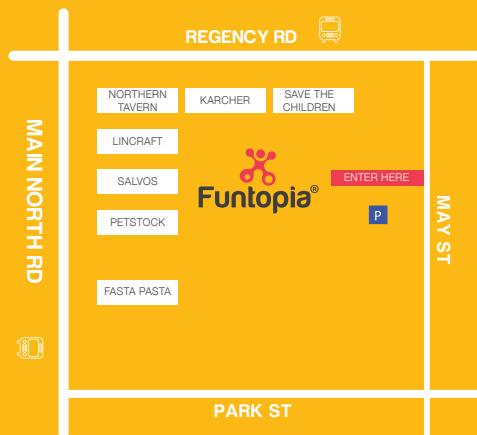 REGENCY RD
NORTHERN
TAVERN
KARCHER
SAVE THE
CHILDREN
LINCRAFT
MAIN NORTH RD
SALVOS
Funtopia®
ENTER HERE
PETSTOCK
P
MAY ST
FASTA PASTA
PARK ST